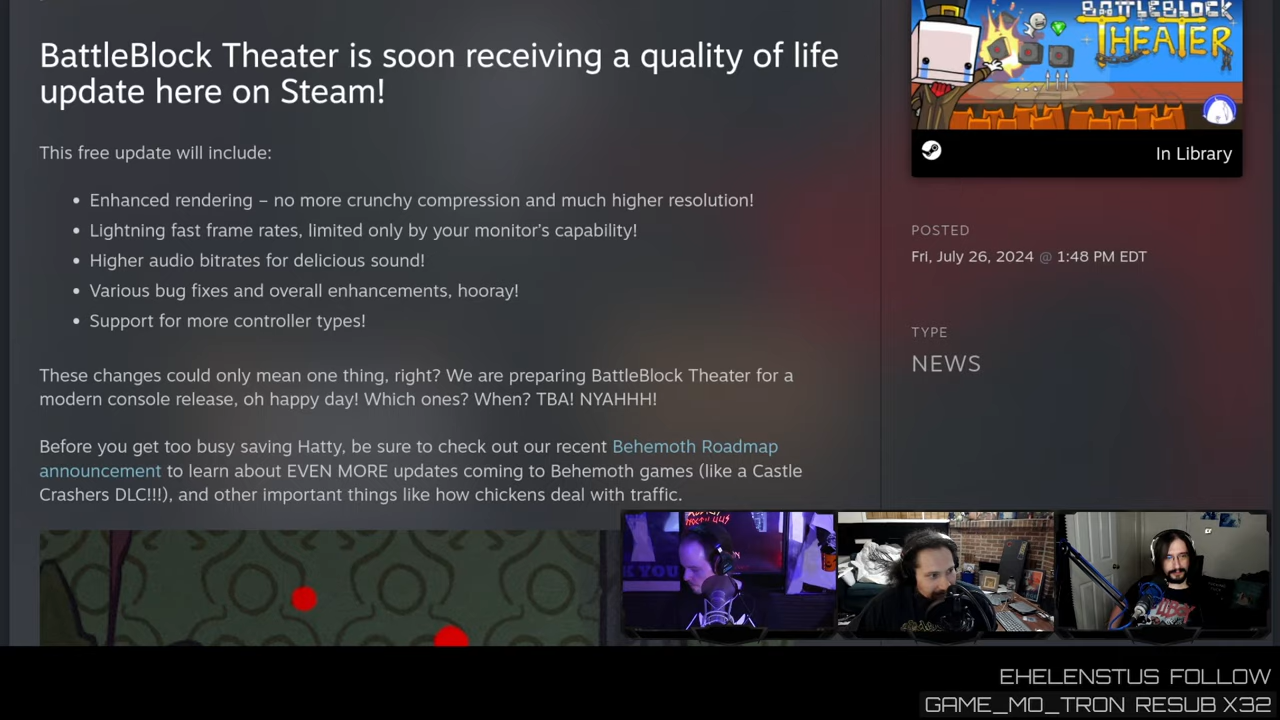 BattleBlock Theater is soon receiving a quality of life
update here on Steam!
This free update will include:
• Enhanced rendering – no more crunchy compression and much higher resolution!
• Lightning fast frame rates, limited only by your monitor's capability!
• Higher audio bitrates for delicious sound!
• Various bug fixes and overall enhancements, hooray!
• Support for more controller types!
These changes could only mean one thing, right? We are preparing BattleBlock Theater for a
modern console release, oh happy day! Which ones? When? TBA! NYAHHH!
Before you get too busy saving Hatty, be sure to check out our recent Behemoth Roadmap
announcement to learn about EVEN MORE updates coming to Behemoth games (like a Castle
Crashers DLC!!!), and other important things like how chickens deal with traffic.
BATTLEBLOCK
THEATER
In Library
POSTED
Fri, July 26, 2024 @ 1:48 PM EDT
TYPE
NEWS
EHELENSTUS FOLLOW
GAME_MO_TRON RESUB X32